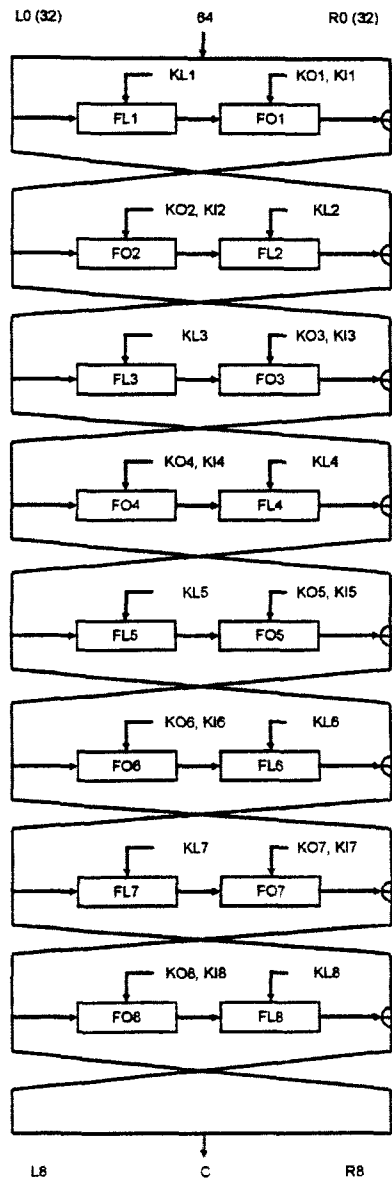 L0 (32) 64 R0 (32)
KL1 KO1, KI1
FL1 FO1
KO2, KI2 KL2
FO2 FL2
KL3 KO3, KI3
FL3 FO3
KO4, KI4 KL4
FO4 FL4
KL5 KO5, KI5
FL5 FO5
KO6, KI6 KL6
FO6 FL6
KL7 KO7, KI7
FL7 FO7
KO8, KI8 KL8
FO8 FL8
L8 C R8